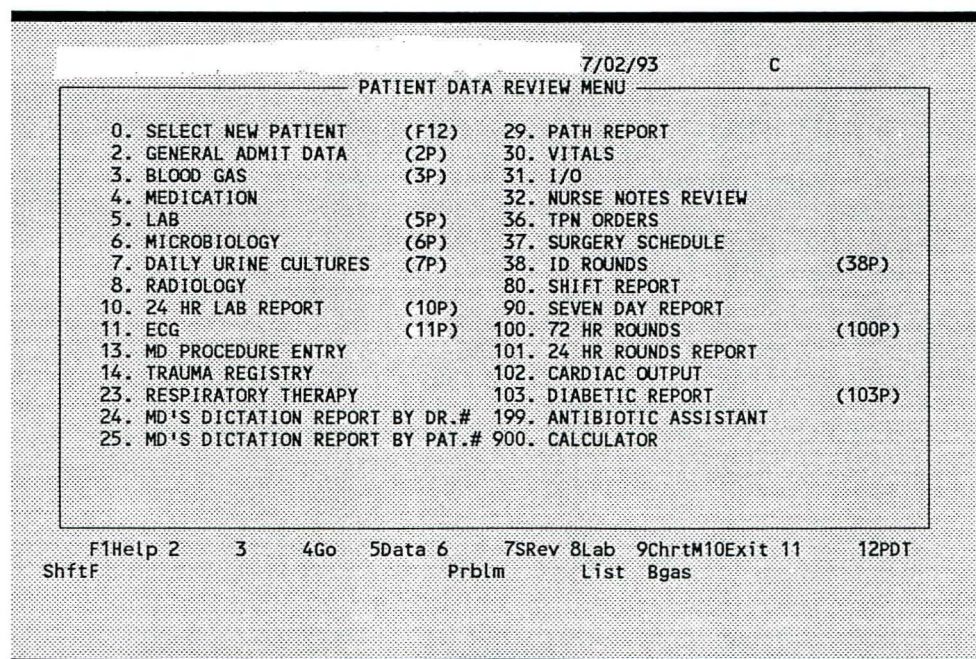 7/02/93 C
PATIENT DATA REVIEW MENU
0. SELECT NEW PATIENT (F12) 29. PATH REPORT
2. GENERAL ADMIT DATA (2P) 30. VITALS
3. BLOOD GAS (3P) 31. I/O
4. MEDICATION 32. NURSE NOTES REVIEW
5. LAB (5P) 36. TPN ORDERS
6. MICROBIOLOGY (6P) 37. SURGERY SCHEDULE
7. DAILY URINE CULTURES (7P) 38. ID ROUNDS (38P)
8. RADIOLOGY 80. SHIFT REPORT
10. 24 HR LAB REPORT (10P) 90. SEVEN DAY REPORT
11. ECG (11P) 100. 72 HR ROUNDS (100P)
13. MD PROCEDURE ENTRY 101. 24 HR ROUNDS REPORT
14. TRAUMA REGISTRY 102. CARDIAC OUTPUT
23. RESPIRATORY THERAPY 103. DIABETIC REPORT (103P)
24. MD'S DICTATION REPORT BY DR.# 199. ANTIBIOTIC ASSISTANT
25. MD'S DICTATION REPORT BY PAT.# 900. CALCULATOR
F1Help 2 3 4Go 5Data 6 7SRev 8Lab 9ChrtM10Exit 11 12PDT
ShftF Prblm List Bgas